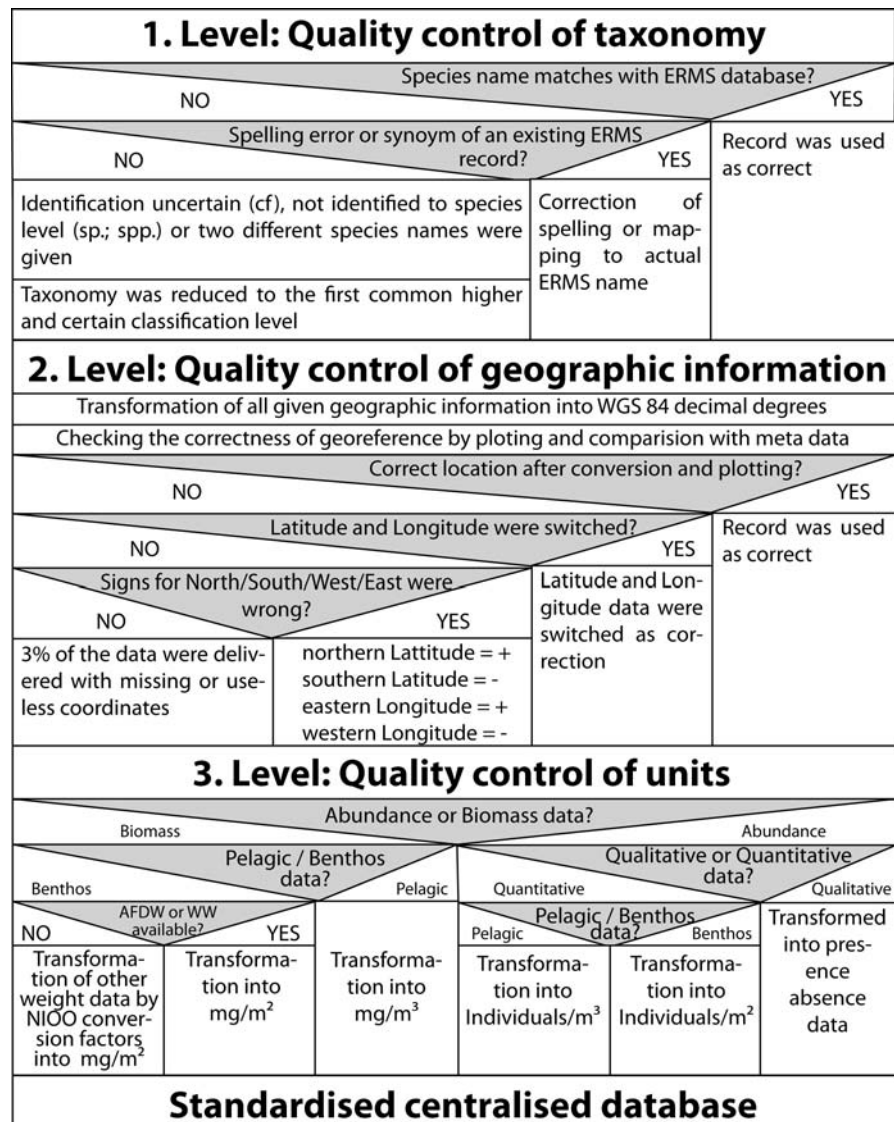 1. Level: Quality control of taxonomy
Species name matches with ERMS database?
NO
YES
Spelling error or synoym of an existing ERMS
record?
NO
YES
Record was used
as correct
Identification uncertain (cf), not identified to species
level (sp.; spp.) or two different species names were
given
Correction of
spelling or map-
ping to actual
ERMS name
Taxonomy was reduced to the first common higher
and certain classification level
2. Level: Quality control of geographic information
Transformation of all given geographic information into WGS 84 decimal degrees
Checking the correctness of georeference by ploting and comparision with meta data
Correct location after conversion and plotting?
NO
YES
Latitude and Longitude were switched?
NO
YES
Record was used
as correct
Signs for North/South/West/East were
wrong?
NO
YES
Latitude and Lon-
gitude data were
switched as cor-
rection
3% of the data were deliv-
ered with missing or use-
less coordinates
northern Lattitude = +
southern Latitude = -
eastern Longitude = +
western Longitude = -
3. Level: Quality control of units
Abundance or Biomass data?
Biomass
Abundance
Pelagic / Benthos
data?
Benthos
Pelagic
Qualitative or Quantitative
data?
Quantitative
Qualitative
AFDW or WW
available?
NO
YES
Pelagic / Benthos
data?
Pelagic
Benthos
Transforma-
tion of other
weight data by
NIOO conver-
sion factors
into mg/m²
Transforma-
tion into
mg/m²
Transforma-
tion into
mg/m³
Transforma-
tion into
Individuals/m³
Transforma-
tion into
Individuals/m²
Transformed
into pres-
ence
absence
data
Standardised centralised database